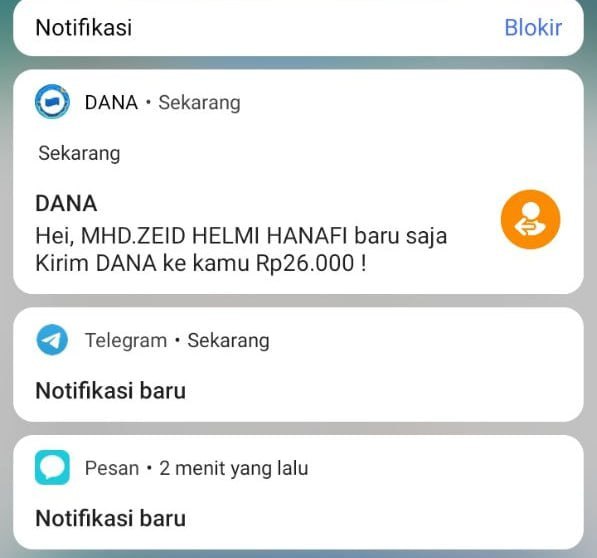 Notifikasi
Blokir
DANA • Sekarang
Sekarang
DANA
Hei, MHD.ZEID HELMI HANAFI baru saja
Kirim DANA ke kamu Rp26.000 !
Telegram • Sekarang
Notifikasi baru
Pesan • 2 menit yang lalu
Notifikasi baru